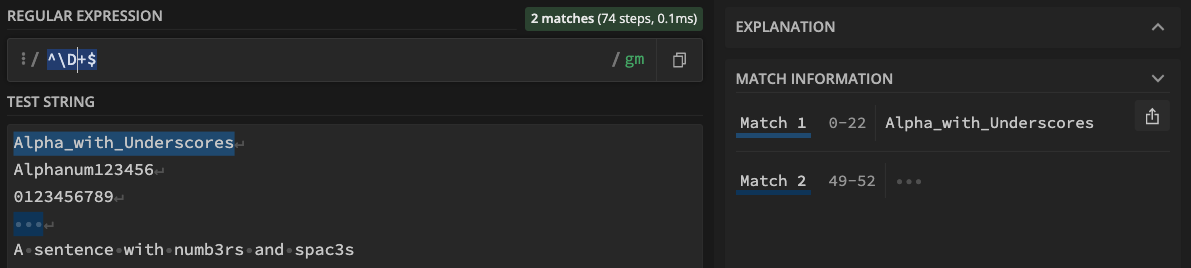 REGULAR EXPRESSION
2 matches (74 steps, 0.1ms)
/ ^\D+$ / gm
TEST STRING
Alpha_with_Underscores↵
Alphanum123456↵
0123456789↵
•••↵
A•sentence•with•numb3rs•and•spac3s
EXPLANATION
MATCH INFORMATION
Match 1 0-22 Alpha_with_Underscores
Match 2 49-52 •••